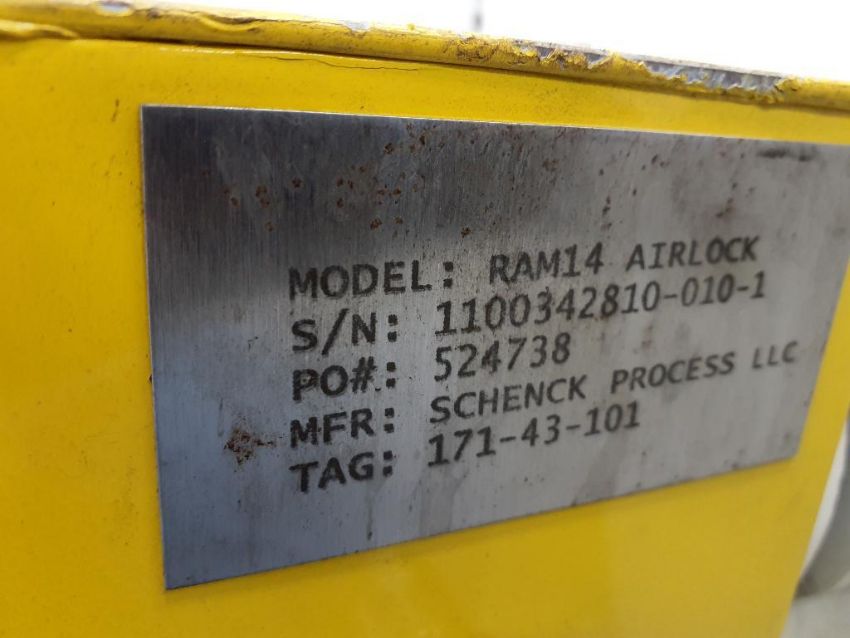 MODEL: RAM14 AIRLOCK
S/N: 1100342810-010-1
PO#: 524738
MFR: SCHENCK PROCESS LLC
TAG: 171-43-101